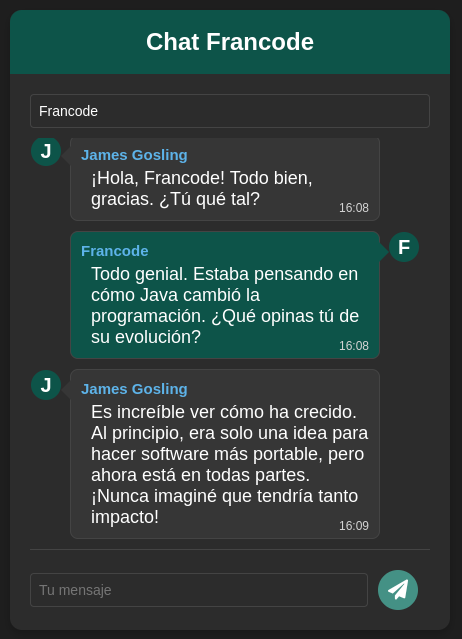 Chat Francode
Francode
J
James Gosling
¡Hola, Francode! Todo bien,
gracias. ¿Tú qué tal?
16:08
F
Francode
Todo genial. Estaba pensando en
cómo Java cambió la
programación. ¿Qué opinas tú de
su evolución?
16:08
J
James Gosling
Es increíble ver cómo ha crecido.
Al principio, era solo una idea para
hacer software más portable, pero
ahora está en todas partes.
¡Nunca imaginé que tendría tanto
impacto!
16:09
Tu mensaje